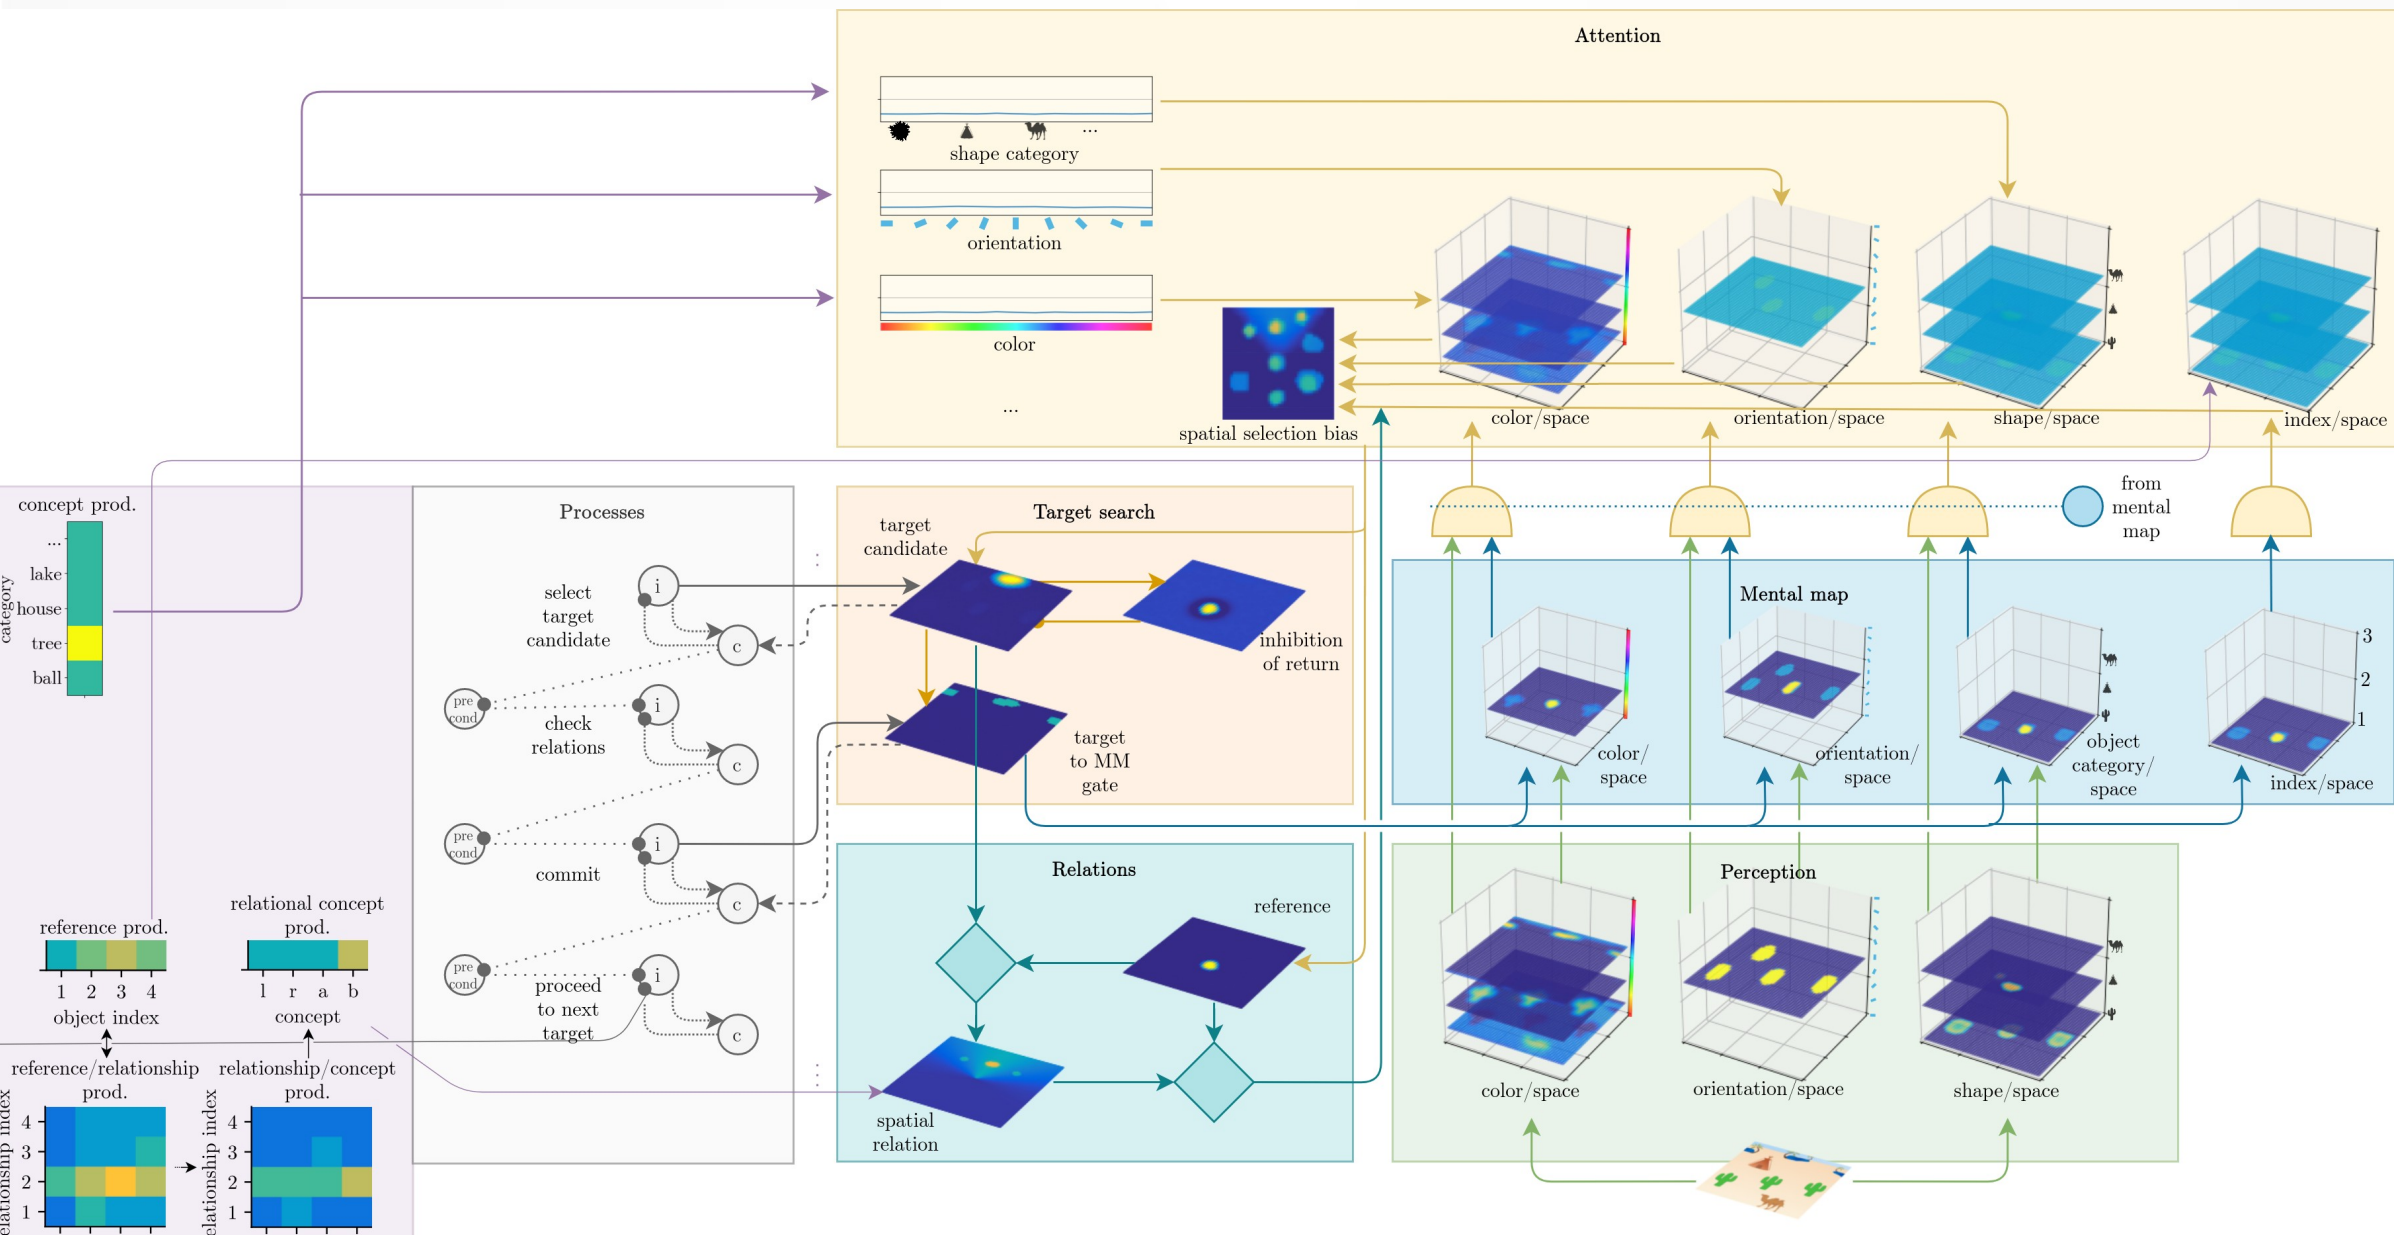 Attention
...
shape category
orientation
color
...
spatial selection bias
color/space
orientation/space
shape/space
index/space
concept prod.
category
...
lake
house
tree
ball
Processes
select
target
candidate
i
c
pre
cond
check
relations
i
c
pre
cond
commit
i
c
pre
cond
proceed
to next
target
i
c
Target search
target
candidate
inhibition
of return
target
to MM
gate
from
mental
map
Mental map
color/
space
orientation/
space
object
category/
space
3
2
1
index/space
Relations
reference
spatial
relation
Perception
color/space
orientation/space
shape/space
reference prod.
1 2 3 4
object index
relational concept
prod.
l r a b
concept
reference/relationship
prod.
4
3
2
1
relationship/concept
prod.
relationship index
4
3
2
1